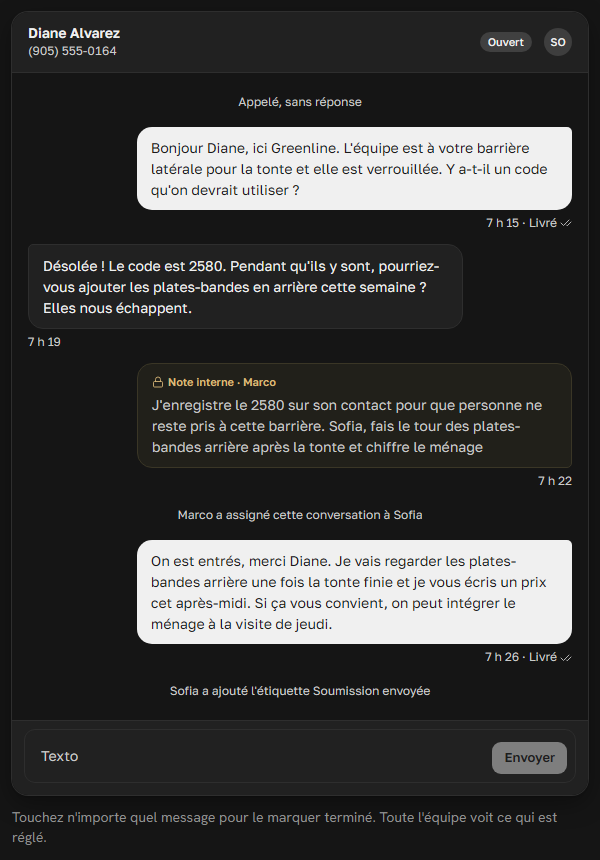 Diane Alvarez
(905) 555-0164
Ouvert
SO
Appelé, sans réponse
Bonjour Diane, ici Greenline. L'équipe est à votre barrière
latérale pour la tonte et elle est verrouillée. Y a-t-il un code
qu'on devrait utiliser ?
7 h 15 · Livré
Désolée ! Le code est 2580. Pendant qu'ils y sont, pourriez-
vous ajouter les plates-bandes en arrière cette semaine ?
Elles nous échappent.
7 h 19
Note interne · Marco
J'enregistre le 2580 sur son contact pour que personne ne
reste pris à cette barrière. Sofia, fais le tour des plates-
bandes arrière après la tonte et chiffre le ménage
7 h 22
Marco a assigné cette conversation à Sofia
On est entrés, merci Diane. Je vais regarder les plates-
bandes arrière une fois la tonte finie et je vous écris un prix
cet après-midi. Si ça vous convient, on peut intégrer le
ménage à la visite de jeudi.
7 h 26 · Livré
Sofia a ajouté l'étiquette Soumission envoyée
Texto
Envoyer
Touchez n'importe quel message pour le marquer terminé. Toute l'équipe voit ce qui est
réglé.